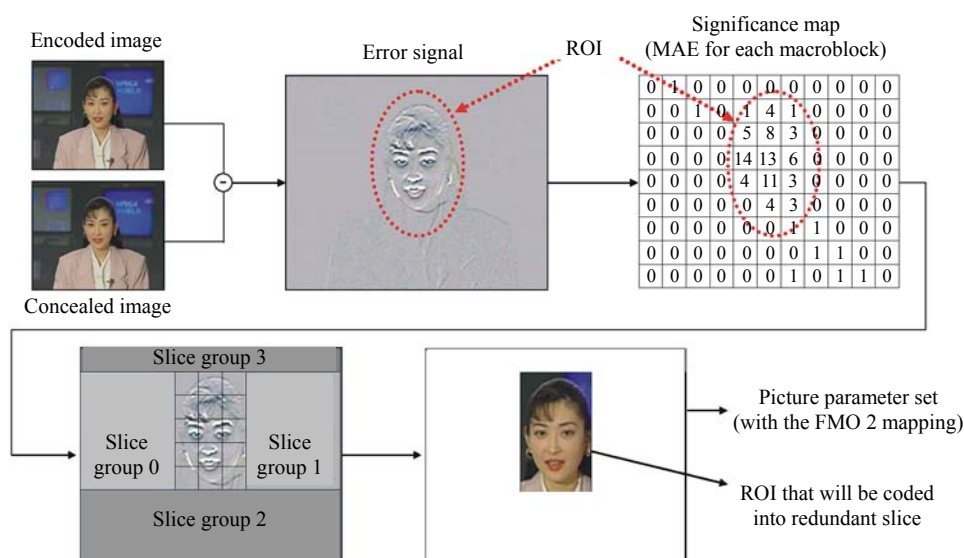 Encoded image
Error signal
ROI
Significance map
(MAE for each macroblock)
0 1 0 0 0 0 0 0 0 0 0
0 0 1 0 1 4 1 0 0 0 0
0 0 0 0 5 8 3 0 0 0 0
0 0 0 0 14 13 6 0 0 0 0
0 0 0 0 4 11 3 0 0 0 0
0 0 0 0 0 4 3 0 0 0 0
0 0 0 0 0 0 1 1 0 0 0
0 0 0 0 0 0 0 1 1 0 0
0 0 0 0 0 0 1 0 1 1 0
Concealed image
Slice group 3
Slice
group 0
Slice
group 1
Slice group 2
Picture parameter set
(with the FMO 2 mapping)
ROI that will be coded
into redundant slice